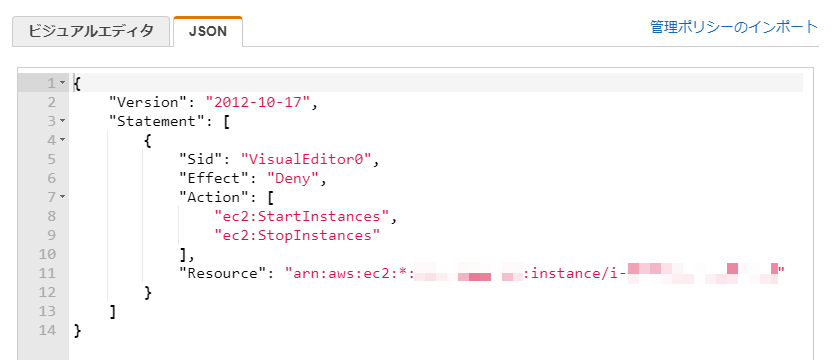 ビジュアルエディタ JSON 管理ポリシーのインポート
1 {
2 "Version": "2012-10-17",
3 "Statement": [
4 {
5 "Sid": "VisualEditor0",
6 "Effect": "Deny",
7 "Action": [
8 "ec2:StartInstances",
9 "ec2:StopInstances"
10 ],
11 "Resource": "arn:aws:ec2:*: :instance/i- "
12 }
13 ]
14 }